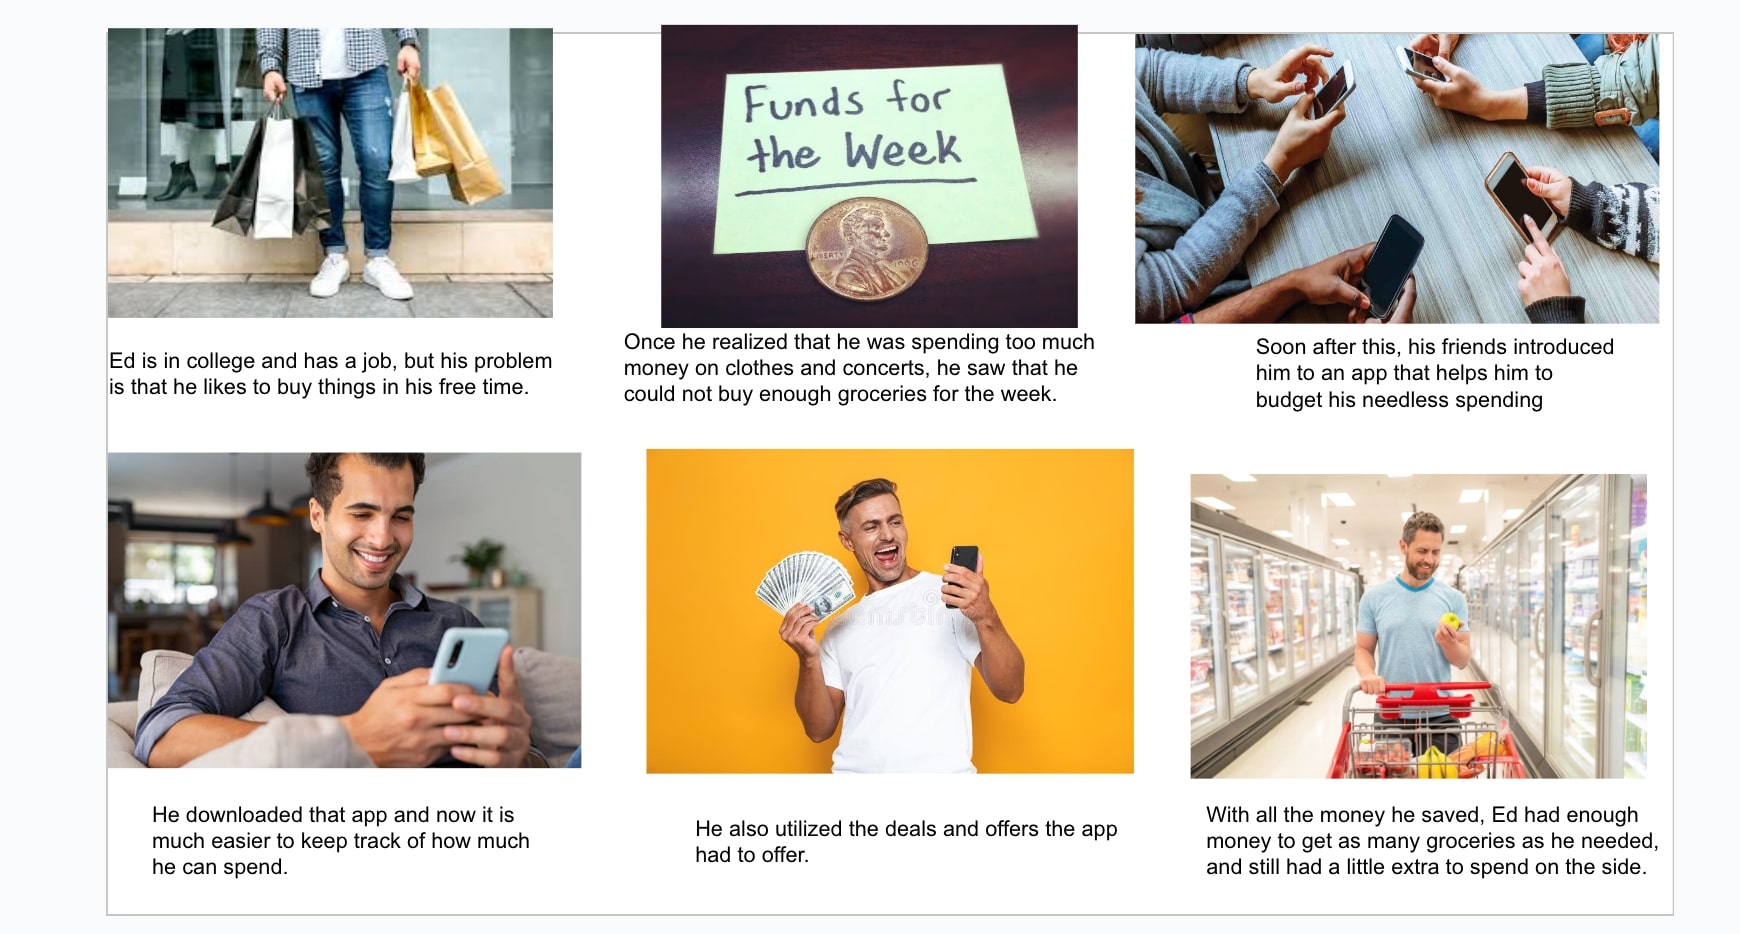 Funds for
the Week
Ed is in college and has a job, but his problem
is that he likes to buy things in his free time.
Once he realized that he was spending too much
money on clothes and concerts, he saw that he
could not buy enough groceries for the week.
Soon after this, his friends introduced
him to an app that helps him to
budget his needless spending
He downloaded that app and now it is
much easier to keep track of how much
he can spend.
He also utilized the deals and offers the app
had to offer.
With all the money he saved, Ed had enough
money to get as many groceries as he needed,
and still had a little extra to spend on the side.